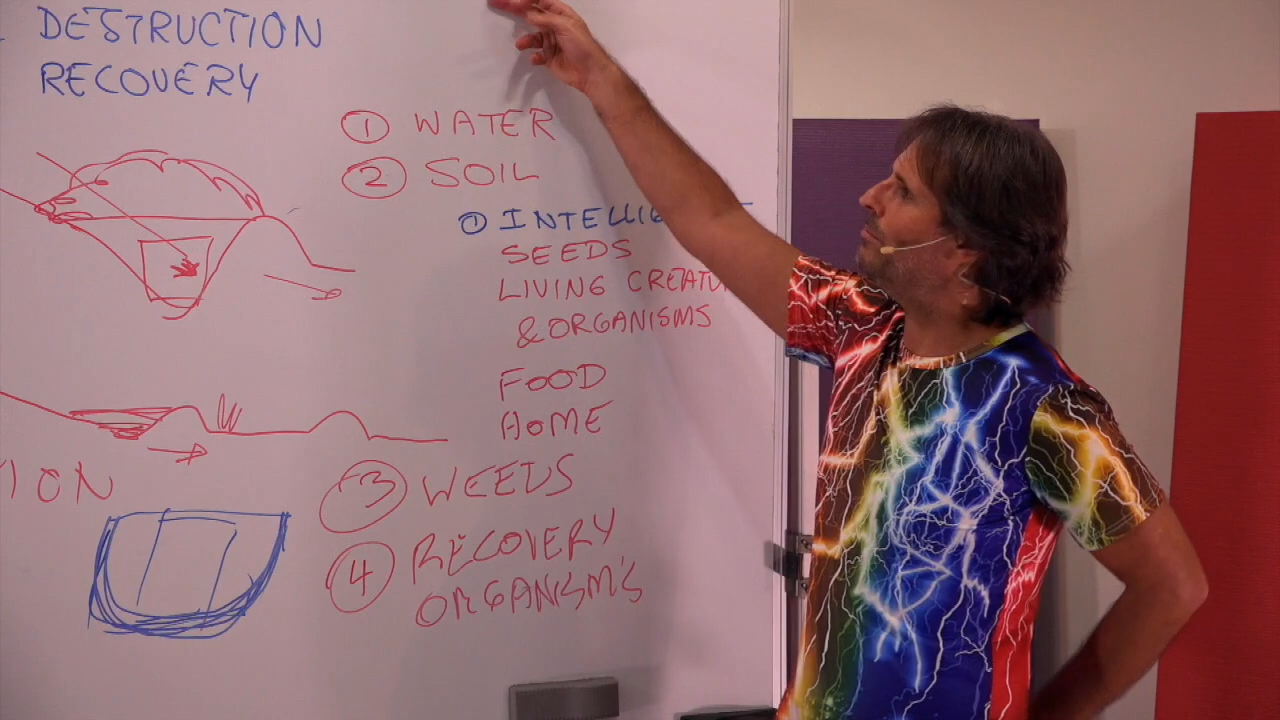 DESTRUCTION
RECOVERY
① WATER
② SOIL
① INTELLIG
SEEDS
LIVING CREATU
& ORGANISMS
FOOD
HOME
③ WEEDS
TION
④ RECOVERY
ORGANISM'S